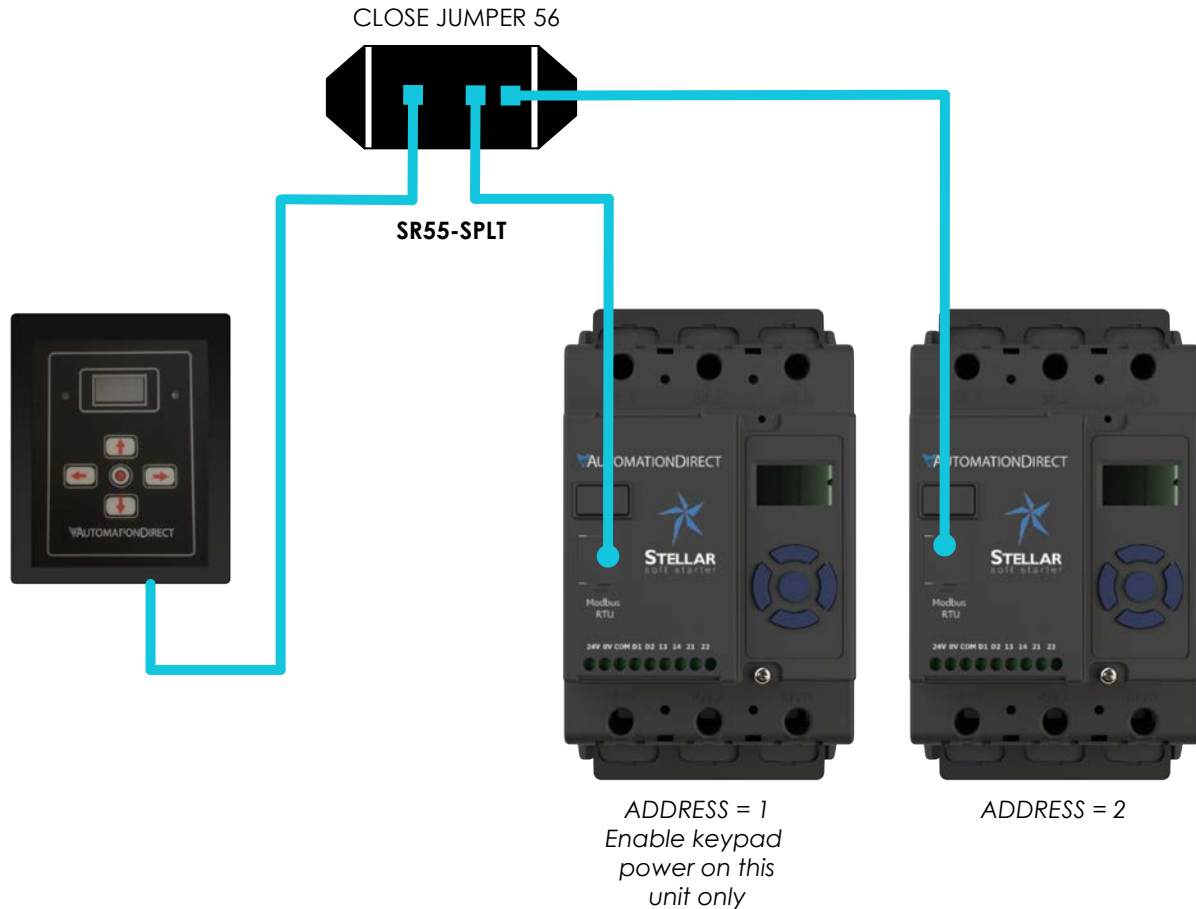 CLOSE JUMPER 56
SR55-SPLT
AUTOMATIONDIRECT
AUTOMATIONDIRECT
STELLAR
soft starter
Modbus
RTU
24V 0V COM D1 D2 13 14 21 22
AUTOMATIONDIRECT
STELLAR
soft starter
Modbus
RTU
24V 0V COM D1 D2 13 14 21 22
ADDRESS = 1
Enable keypad
power on this
unit only
ADDRESS = 2